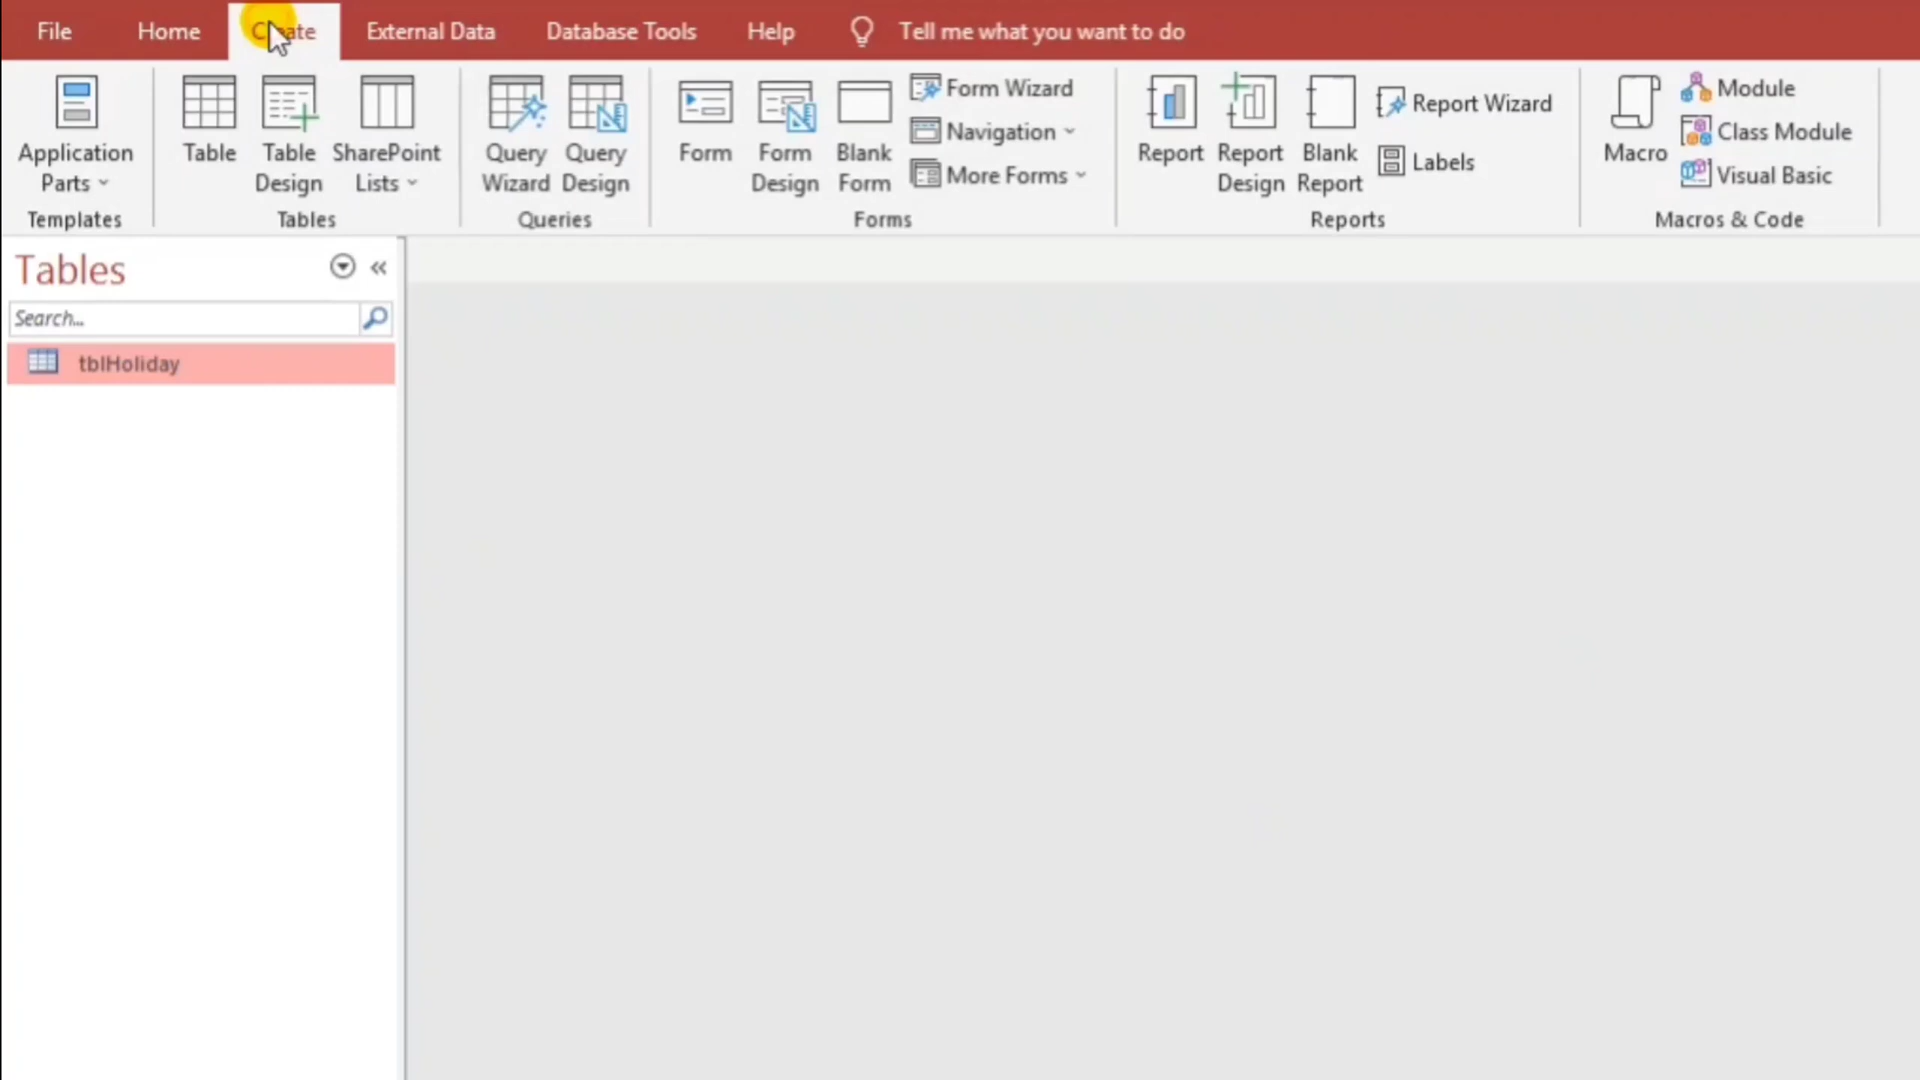 File Home Create External Data Database Tools Help Tell me what you want to do
Application Parts
Table
Table Design
SharePoint Lists
Query Wizard
Query Design
Form
Form Design
Blank Form
Form Wizard
Navigation
More Forms
Report
Report Design
Blank Report
Report Wizard
Labels
Macro
Module
Class Module
Visual Basic
Templates Tables Queries Forms Reports Macros & Code
Tables
Search...
tblHoliday